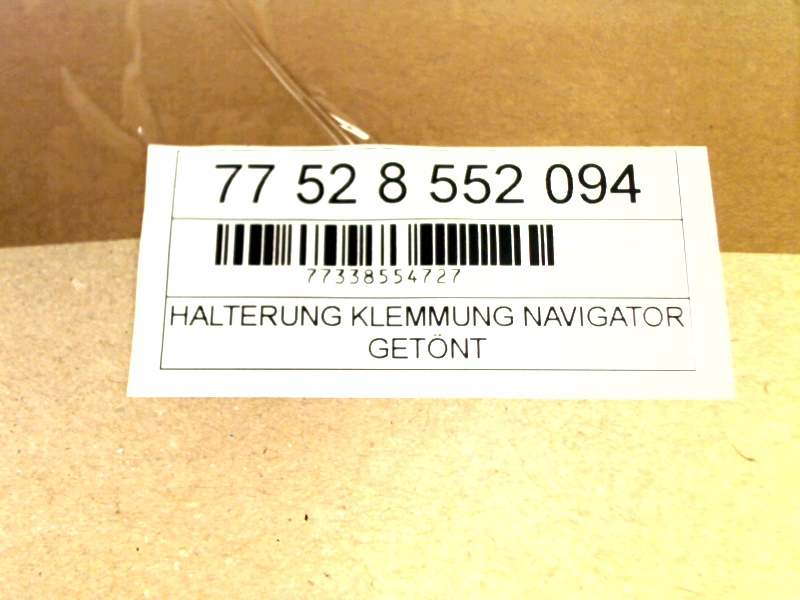 77 52 8 552 094
77338554727
HALTERUNG KLEMMUNG NAVIGATOR
GETÖNT